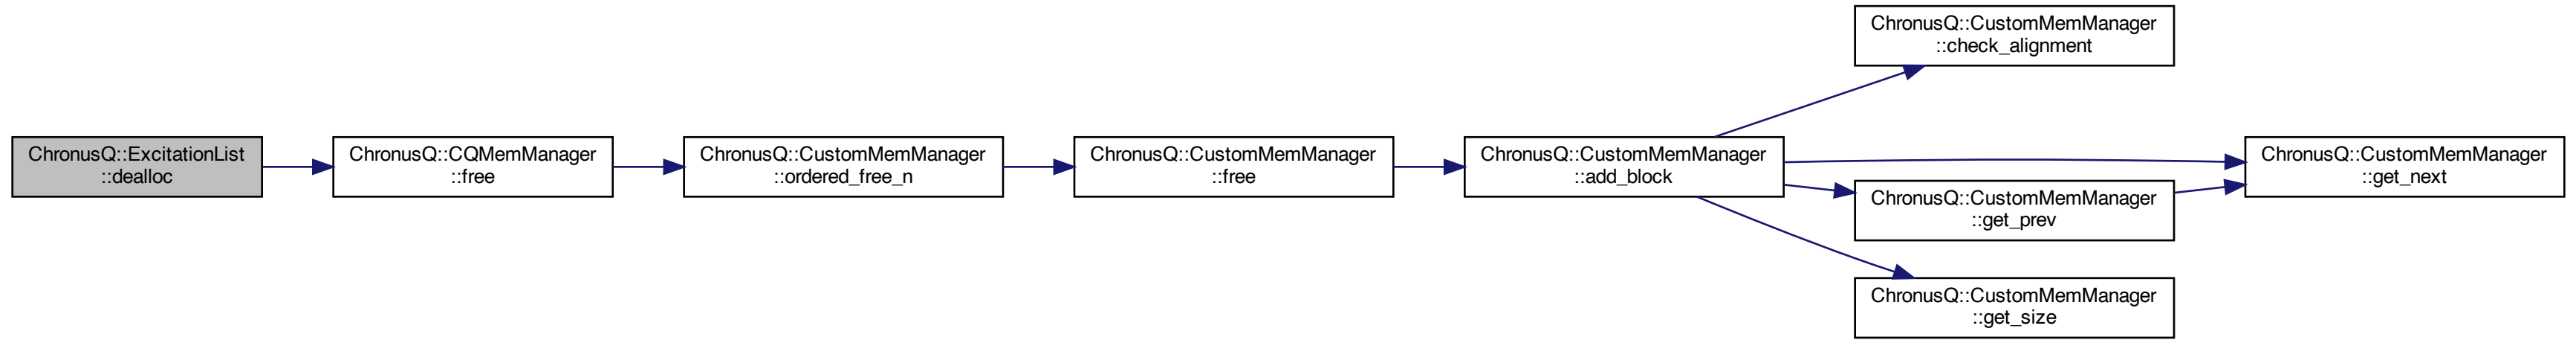 ChronusQ::ExcitationList
::dealloc
ChronusQ::CQMemManager
::free
ChronusQ::CustomMemManager
::ordered_free_n
ChronusQ::CustomMemManager
::free
ChronusQ::CustomMemManager
::add_block
ChronusQ::CustomMemManager
::check_alignment
ChronusQ::CustomMemManager
::get_next
ChronusQ::CustomMemManager
::get_prev
ChronusQ::CustomMemManager
::get_size